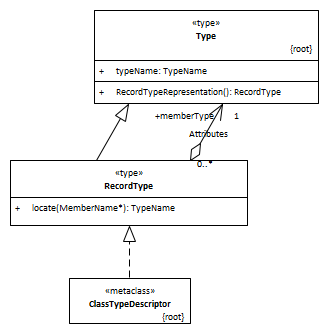 «type»
Type
{root}
+ typeName: TypeName
+ RecordTypeRepresentation(): RecordType
+memberType 1
Attributes
0..*
«type»
RecordType
+ locate(MemberName*): TypeName
«metaclass»
ClassTypeDescriptor
{root}